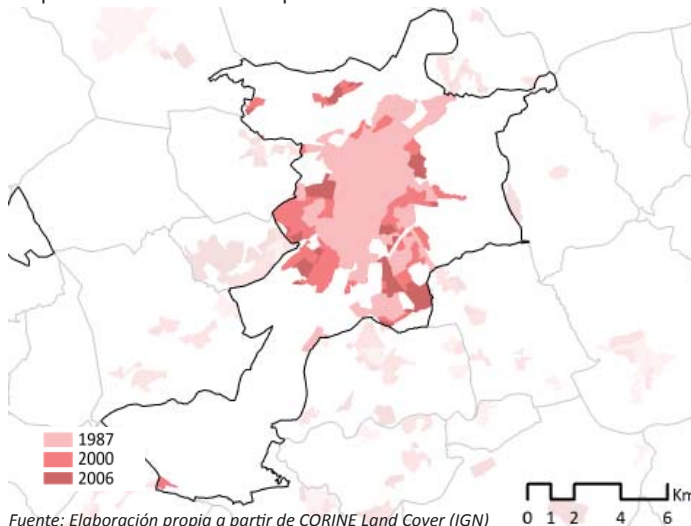 1987
2000
2006
Km
0 1 2 4 6
Fuente: Elaboración propia a partir de CORINE Land Cover (IGN)